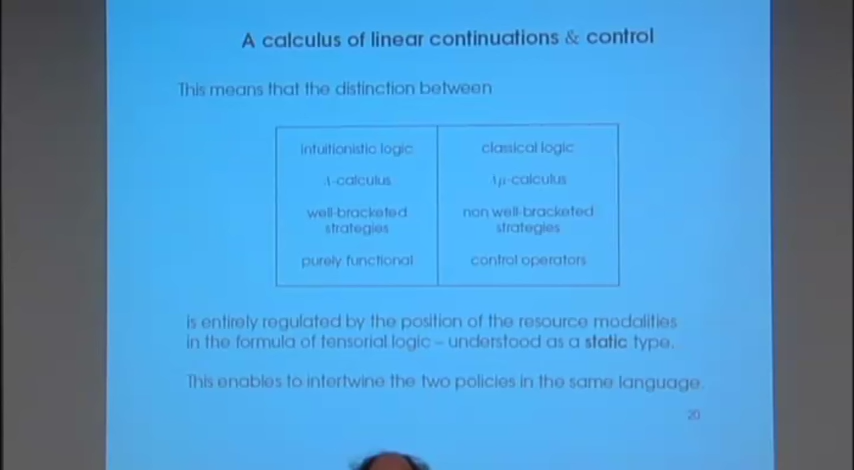 A calculus of linear continuations & control
This means that the distinction between
intuitionistic logic
λ-calculus
well-bracketed
strategies
purely functional
classical logic
λμ-calculus
non well-bracketed
strategies
control operators
is entirely regulated by the position of the resource modalities
in the formula of tensorial logic – understood as a static type.
This enables to intertwine the two policies in the same language.
20